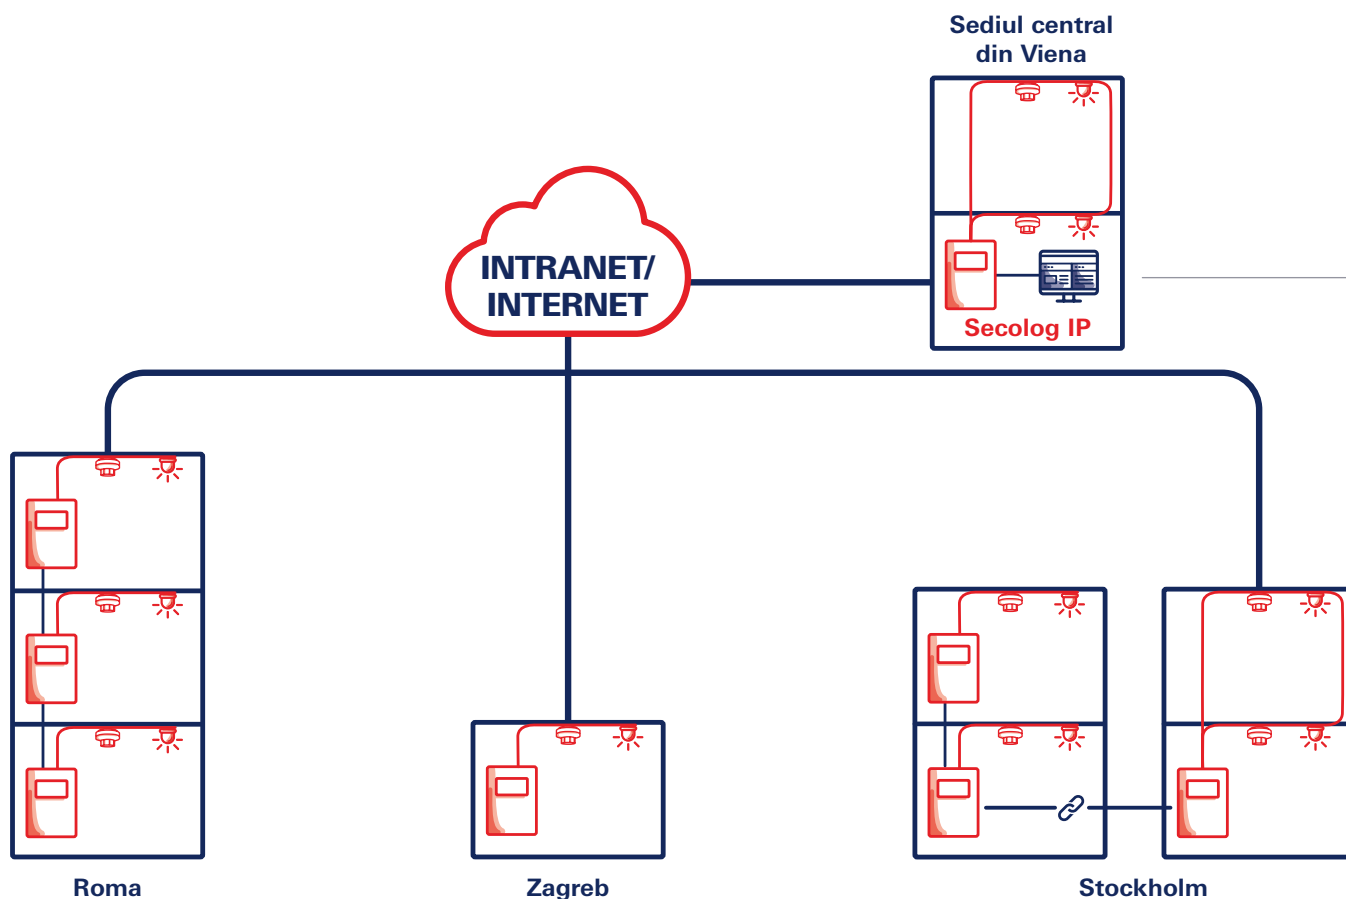 Sediul central
din Viena
INTRANET/
INTERNET
Secolog IP
Roma
Zagreb
Stockholm